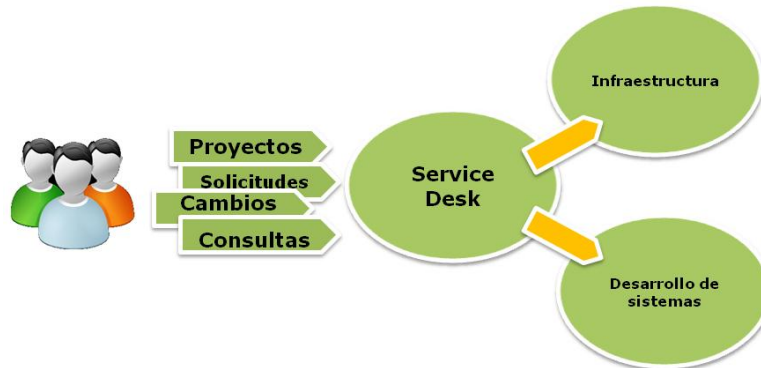 Proyectos
Solicitudes
Cambios
Consultas
Service
Desk
Infraestructura
Desarrollo de
sistemas